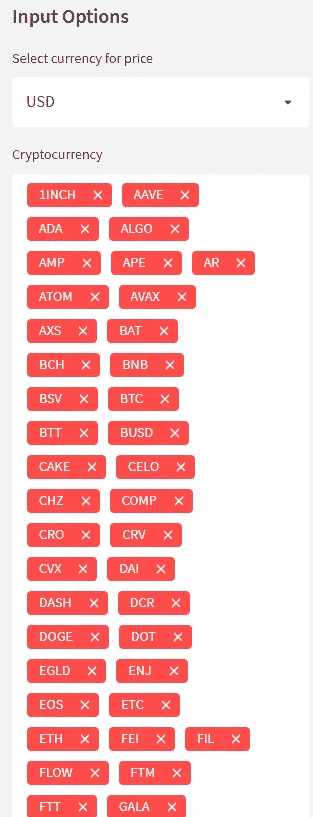 Input Options
Select currency for price
USD
Cryptocurrency
1INCH × AAVE ×
ADA × ALGO ×
AMP × APE × AR ×
ATOM × AVAX ×
AXS × BAT ×
BCH × BNB ×
BSV × BTC ×
BTT × BUSD ×
CAKE × CELO ×
CHZ × COMP ×
CRO × CRV ×
CVX × DAI ×
DASH × DCR ×
DOGE × DOT ×
EGLD × ENJ ×
EOS × ETC ×
ETH × FEI × FIL ×
FLOW × FTM ×
FTT × GALA ×